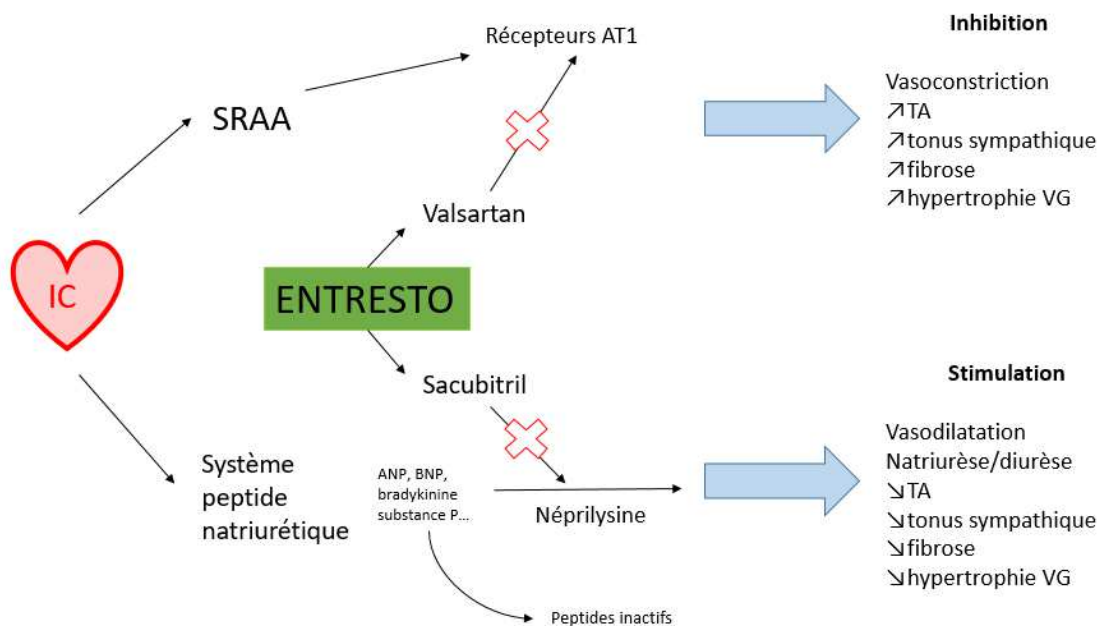 Récepteurs AT1
SRAA
Valsartan
IC
ENTRESTO
Sacubitril
Système
peptide
natriurétique
ANP, BNP,
bradykinine
substance P...
Néprilysine
Peptides inactifs
Inhibition
Vasoconstriction
↗TA
↗tonus sympathique
↗fibrose
↗hypertrophie VG
Stimulation
Vasodilatation
Natriurèse/diurèse
↘TA
↘tonus sympathique
↘fibrose
↘hypertrophie VG